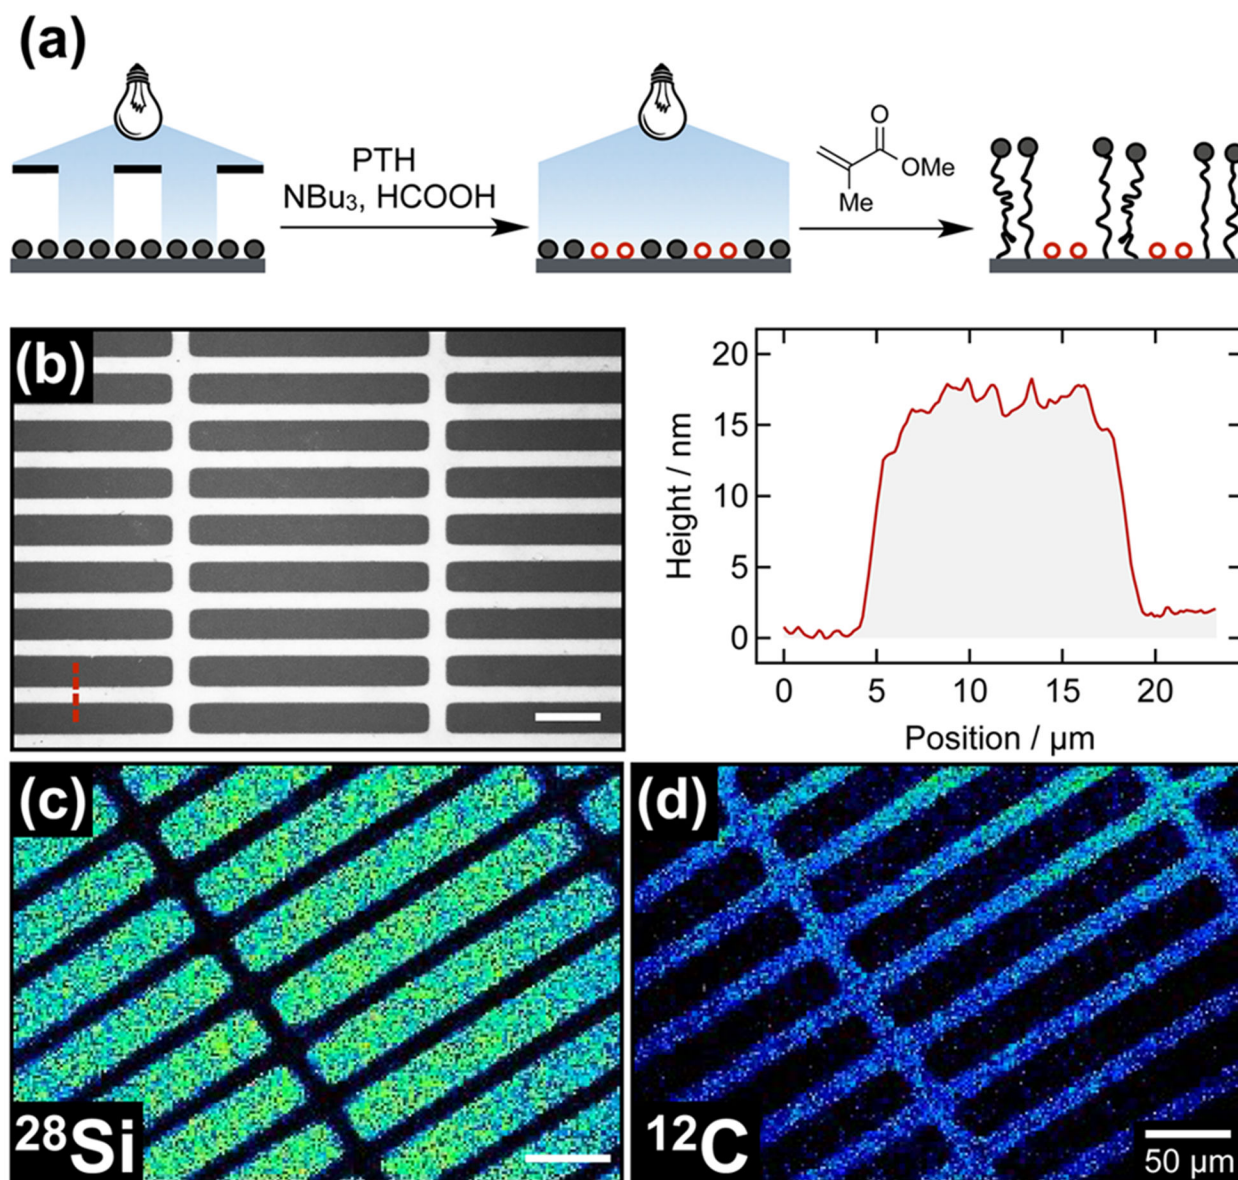 (a)
PTH
NBu₃, HCOOH
O
OMe
Me
(b)
20
15
10
5
0
Height / nm
0 5 10 15 20
Position / µm
(c)
²⁸Si
(d)
¹²C
50 µm